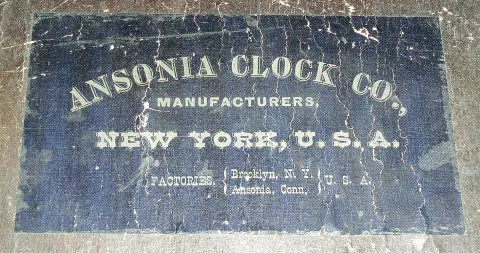 ANSONIA CLOCK CO.,
MANUFACTURERS.
NEW YORK, U. S. A.
FACTORIES. { Brooklyn, N. Y. } U. S. A.
Ansonia, Conn.